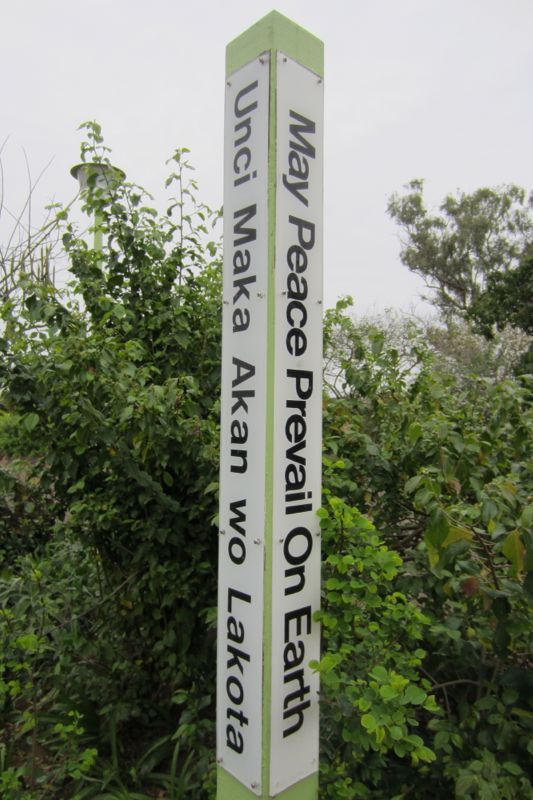 Unci Maka Akan wo Lakota
May Peace Prevail On Earth